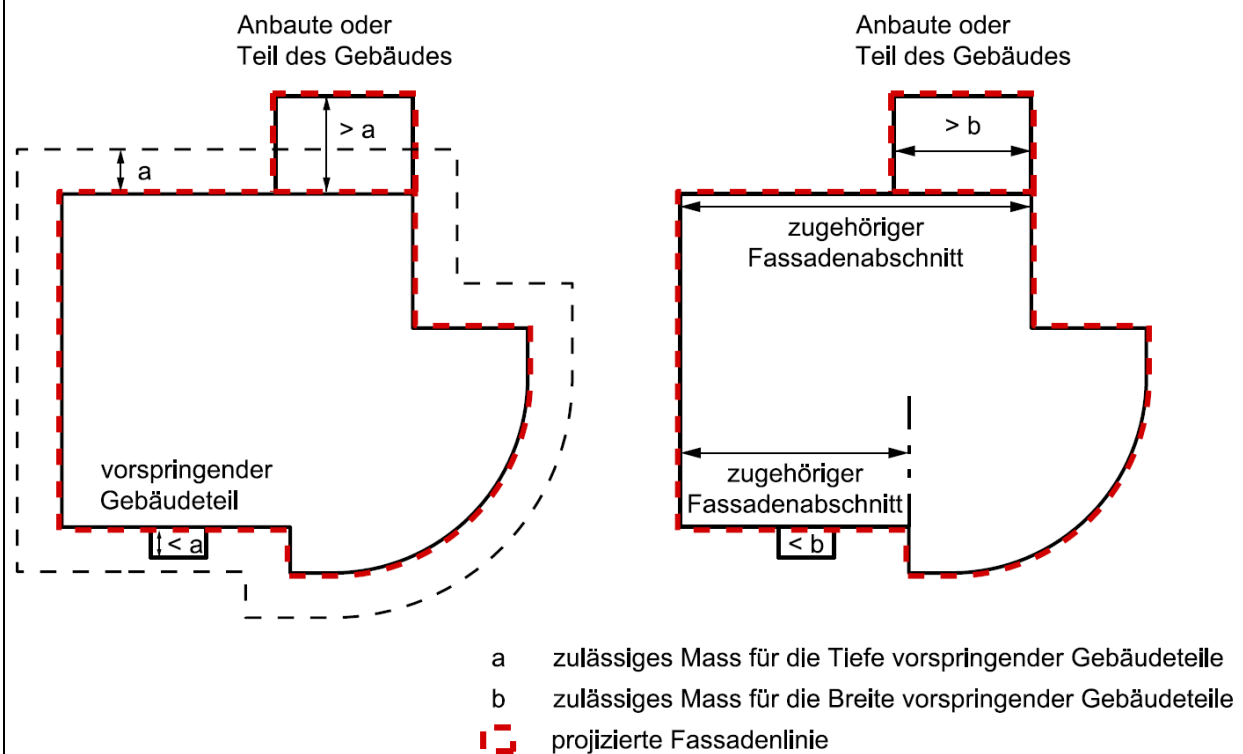 Anbaute oder
Teil des Gebäudes
> a
a
vorspringender
Gebäudeteil
< a
Anbaute oder
Teil des Gebäudes
> b
zugehöriger
Fassadenabschnitt
zugehöriger
Fassadenabschnitt
< b
a zulässiges Mass für die Tiefe vorspringender Gebäudeteile
b zulässiges Mass für die Breite vorspringender Gebäudeteile
projizierte Fassadenlinie